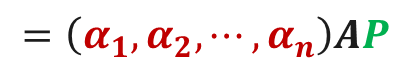 = (α₁, α₂, ⋯, αₙ)AP